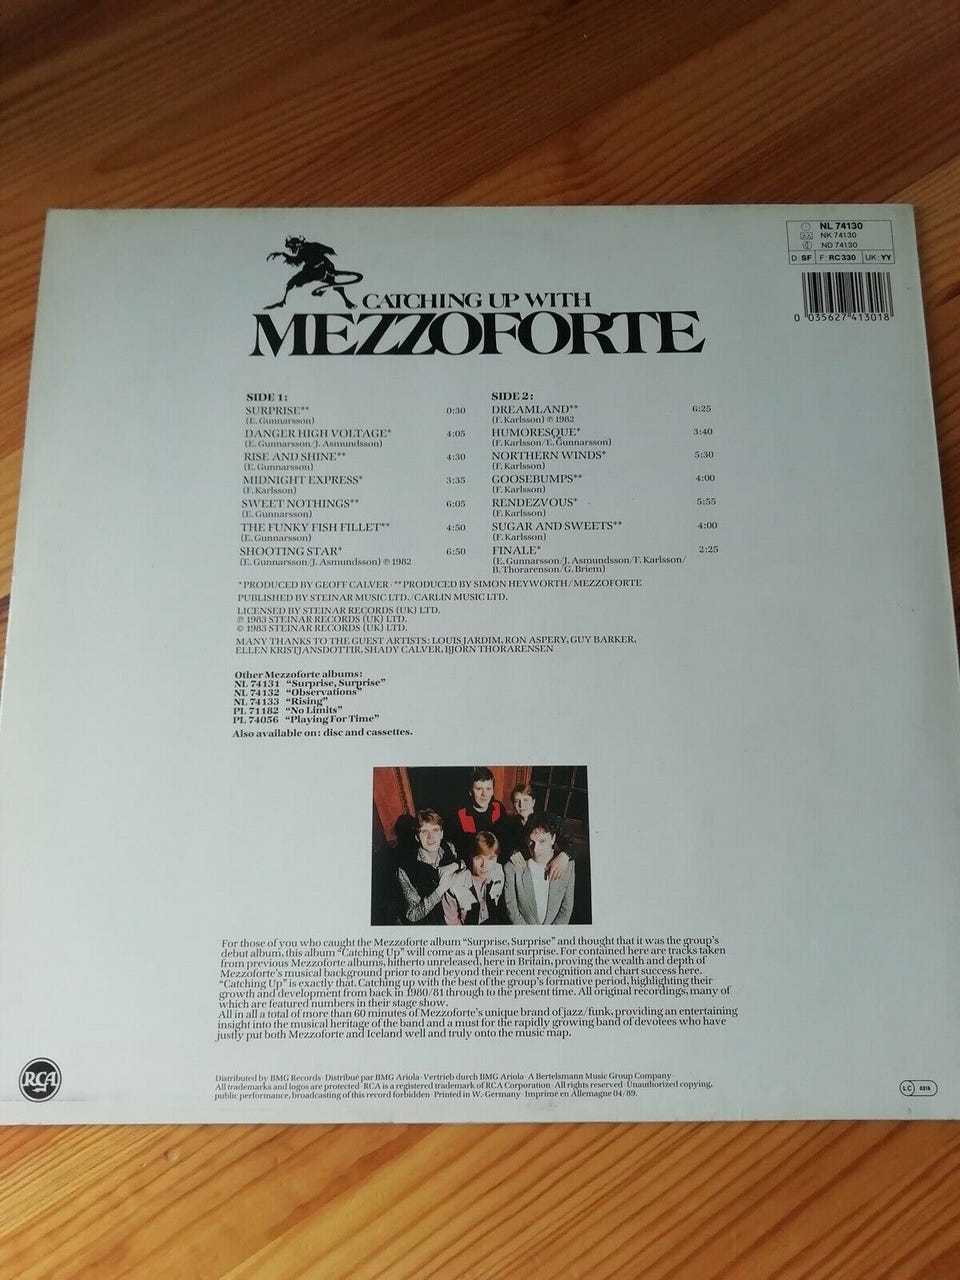 NL 74130
NK 74130
ND 74130
D: SF F: RC 330 UK: YY
0 035627 413018
CATCHING UP WITH
MEZZOFORTE
SIDE 1:
SURPRISE** 0:30
(E. Gunnarsson)
DANGER HIGH VOLTAGE* 4:05
(E. Gunnarsson/J. Asmundsson)
RISE AND SHINE** 4:30
(E. Gunnarsson)
MIDNIGHT EXPRESS* 3:35
(F. Karlsson)
SWEET NOTHINGS** 6:05
(E. Gunnarsson)
THE FUNKY FISH FILLET** 4:50
(E. Gunnarsson)
SHOOTING STAR* 6:50
(E. Gunnarsson/J. Asmundsson) ℗ 1982
SIDE 2:
DREAMLAND** 6:25
(F. Karlsson) ℗ 1982
HUMORESQUE* 3:40
(F. Karlsson/E. Gunnarsson)
NORTHERN WINDS* 5:30
(F. Karlsson)
GOOSEBUMPS** 4:00
(F. Karlsson)
RENDEZVOUS* 5:55
(F. Karlsson)
SUGAR AND SWEETS** 4:00
(F. Karlsson)
FINALE* 2:25
(E. Gunnarsson/J. Asmundsson/F. Karlsson/
B. Thorarenson/G. Briem)
*PRODUCED BY GEOFF CALVER · **PRODUCED BY SIMON HEYWORTH/MEZZOFORTE
PUBLISHED BY STEINAR MUSIC LTD./CARLIN MUSIC LTD.
LICENSED BY STEINAR RECORDS (UK) LTD.
℗ 1983 STEINAR RECORDS (UK) LTD.
© 1983 STEINAR RECORDS (UK) LTD.
MANY THANKS TO THE GUEST ARTISTS: LOUIS JARDIM, RON ASPERY, GUY BARKER,
ELLEN KRISTJANSDOTTIR, SHADY CALVER, BJORN THORARENSEN
Other Mezzoforte albums:
NL 74131 “Surprise, Surprise”
NL 74132 “Observations”
NL 74133 “Rising”
PL 71182 “No Limits”
PL 74056 “Playing For Time”
Also available on: disc and cassettes.
For those of you who caught the Mezzoforte album “Surprise, Surprise” and thought that it was the group's
debut album, this album “Catching Up” will come as a pleasant surprise. For contained here are tracks taken
from previous Mezzoforte albums, hitherto unreleased, here in Britain, proving the wealth and depth of
Mezzoforte's musical background prior to and beyond their recent recognition and chart success here.
“Catching Up” is exactly that. Catching up with the best of the group's formative period, highlighting their
growth and development from back in 1980/81 through to the present time. All original recordings, many of
which are featured numbers in their stage show.
All in all a total of more than 60 minutes of Mezzoforte's unique brand of jazz/funk, providing an entertaining
insight into the musical heritage of the band and a must for the rapidly growing band of devotees who have
justly put both Mezzoforte and Iceland well and truly onto the music map.
RCA
Distributed by BMG Records · Distribué par BMG Ariola · Vertrieb durch BMG Ariola · A Bertelsmann Music Group Company ·
All trademarks and logos are protected · RCA is a registered trademark of RCA Corporation · All rights reserved · Unauthorized copying,
public performance, broadcasting of this record forbidden · Printed in W.-Germany · Imprimé en Allemagne 04/89.
LC 0316